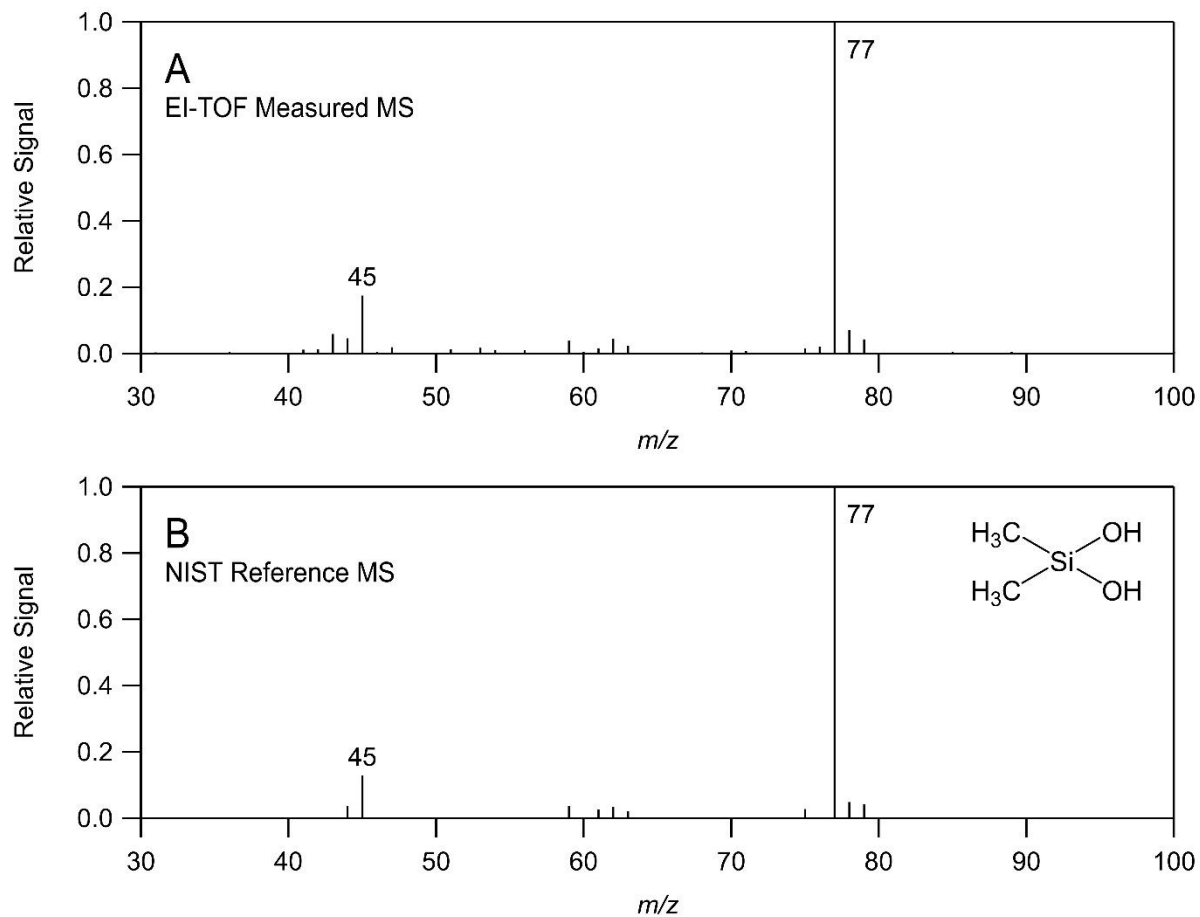 1.0
0.8
0.6
0.4
0.2
0.0
Relative Signal
A
EI-TOF Measured MS
77
45
30 40 50 60 70 80 90 100
m/z
1.0
0.8
0.6
0.4
0.2
0.0
Relative Signal
B
NIST Reference MS
77
45
H₃C OH
Si
H₃C OH
30 40 50 60 70 80 90 100
m/z